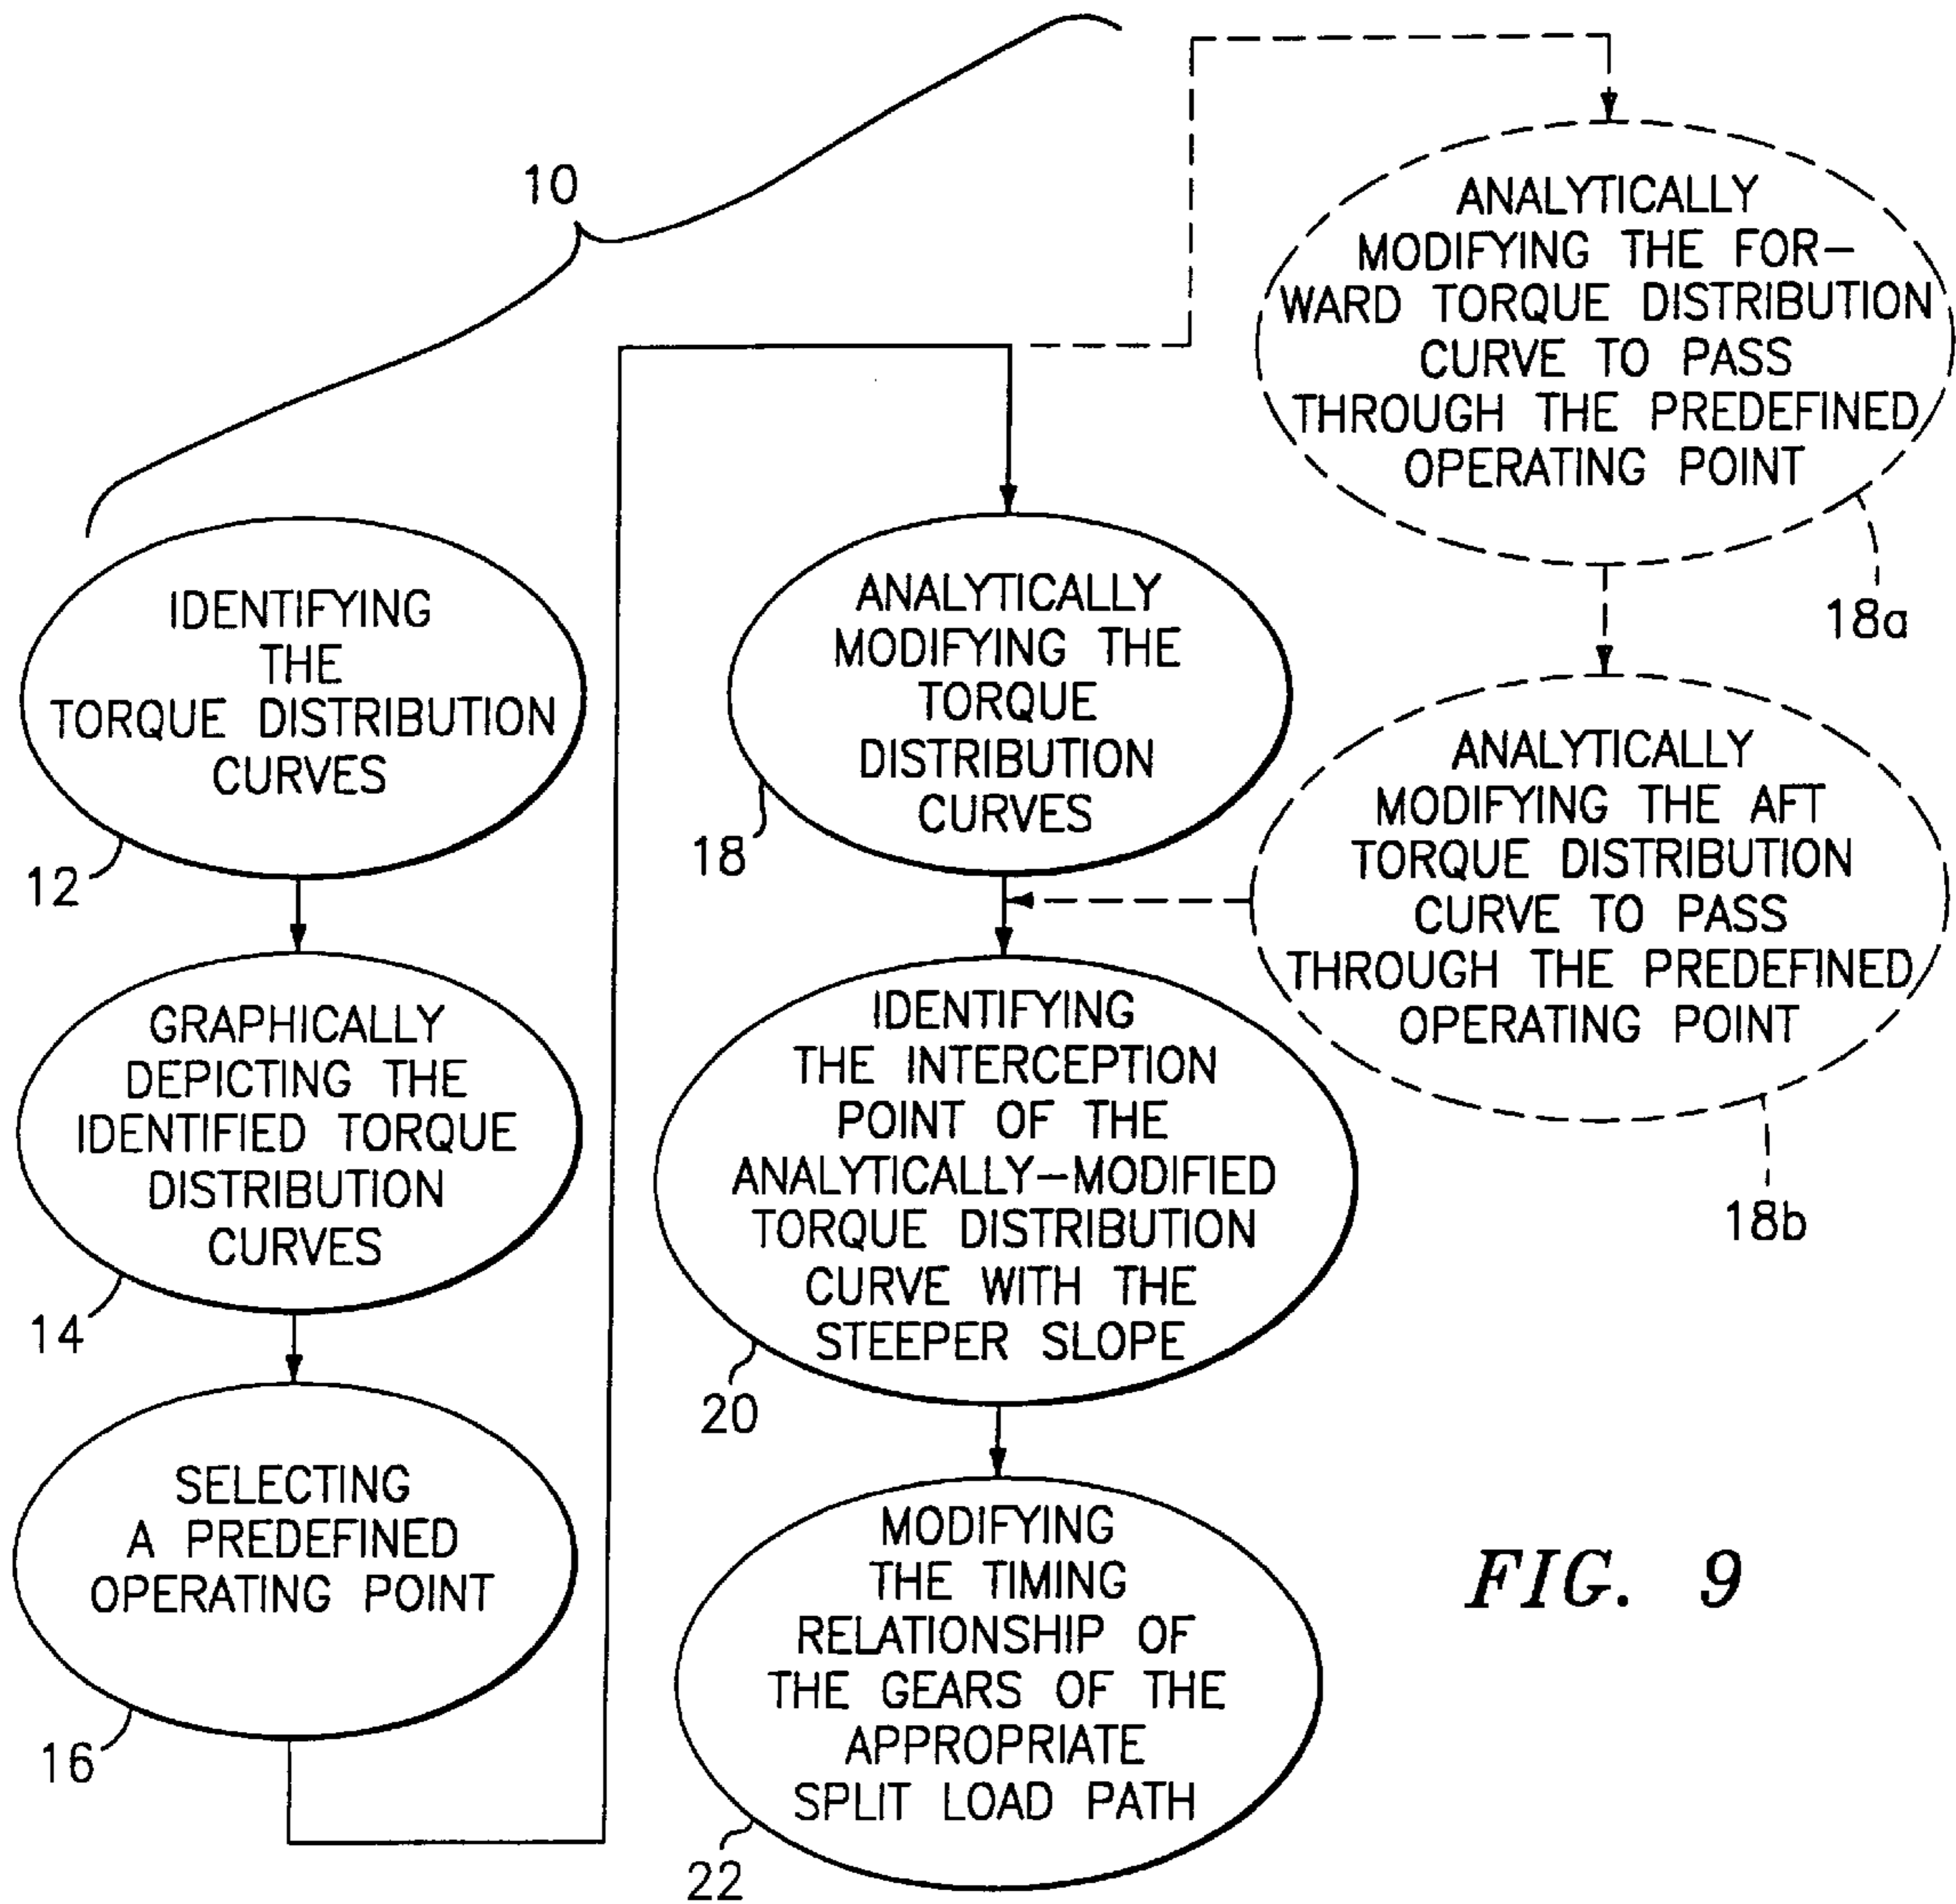 10
IDENTIFYING
THE
TORQUE DISTRIBUTION
CURVES
12
GRAPHICALLY
DEPICTING THE
IDENTIFIED TORQUE
DISTRIBUTION
CURVES
14
SELECTING
A PREDEFINED
OPERATING POINT
16
ANALYTICALLY
MODIFYING THE
TORQUE
DISTRIBUTION
CURVES
18
ANALYTICALLY
MODIFYING THE FOR-
WARD TORQUE DISTRIBUTION
CURVE TO PASS
THROUGH THE PREDEFINED
OPERATING POINT
18a
ANALYTICALLY
MODIFYING THE AFT
TORQUE DISTRIBUTION
CURVE TO PASS
THROUGH THE PREDEFINED
OPERATING POINT
18b
IDENTIFYING
THE INTERCEPTION
POINT OF THE
ANALYTICALLY-MODIFIED
TORQUE DISTRIBUTION
CURVE WITH THE
STEEPER SLOPE
20
MODIFYING
THE TIMING
RELATIONSHIP OF
THE GEARS OF THE
APPROPRIATE
SPLIT LOAD PATH
22
FIG. 9